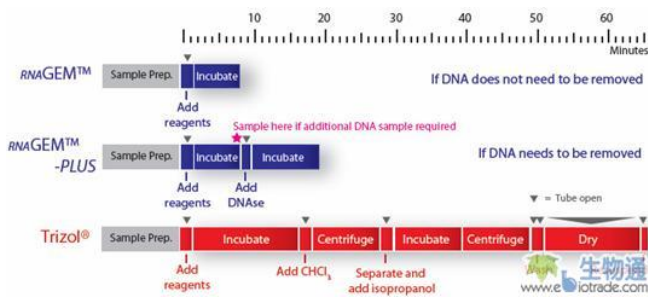 10 20 30 40 50 60
Minutes
RNAGEM™
Sample Prep.
Incubate
If DNA does not need to be removed
Add
reagents
Sample here if additional DNA sample required
RNAGEM™
-PLUS
Sample Prep.
Incubate
Incubate
If DNA needs to be removed
Add
reagents
Add
DNAse
= Tube open
Trizol®
Sample Prep.
Incubate
Centrifuge
Incubate
Centrifuge
Dry
Add
reagents
Add CHCl₃
Separate and
add isopropanol
Wash
生物通
www.ebiotrade.com